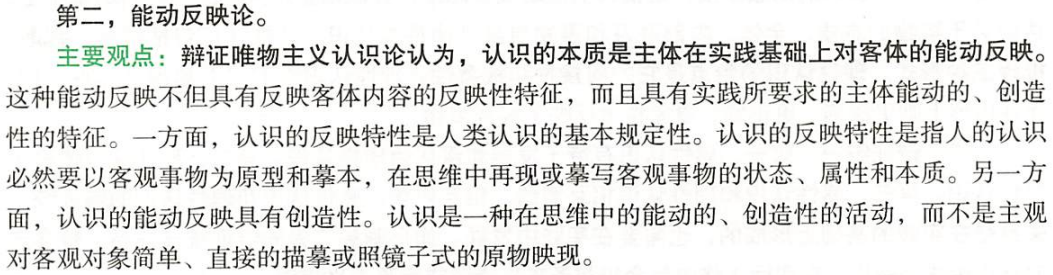 第二，能动反映论。
主要观点：辩证唯物主义认识论认为，认识的本质是主体在实践基础上对客体的能动反映。
这种能动反映不但具有反映客体内容的反映性特征，而且具有实践所要求的主体能动的、创造
性的特征。一方面，认识的反映特性是人类认识的基本规定性。认识的反映特性是指人的认识
必然要以客观事物为原型和摹本，在思维中再现或摹写客观事物的状态、属性和本质。另一方
面，认识的能动反映具有创造性。认识是一种在思维中的能动的、创造性的活动，而不是主观
对客观对象简单、直接的描摹或照镜子式的原物映现。